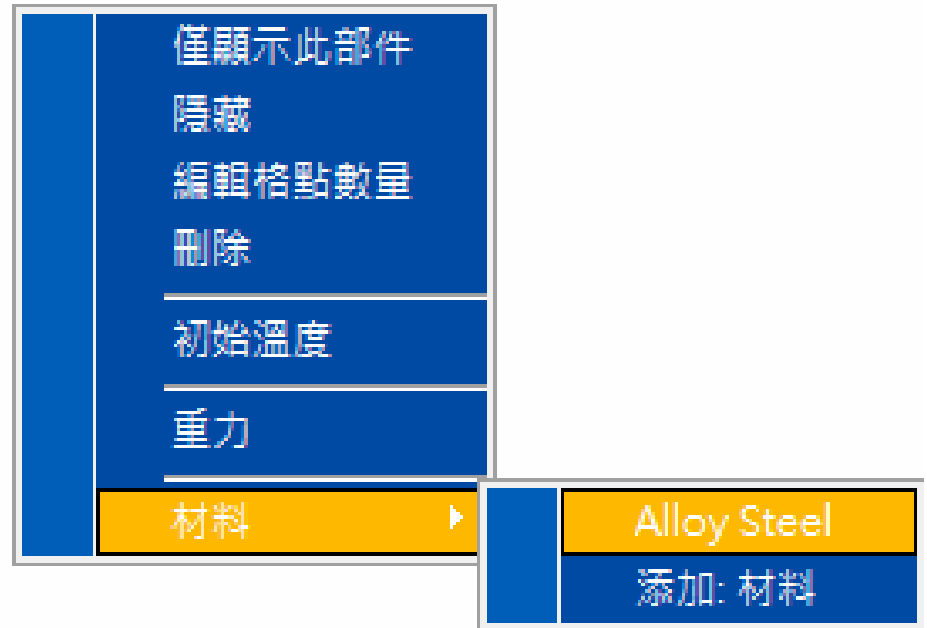 僅顯示此部件
隱藏
編輯格點數量
刪除
初始溫度
重力
材料
Alloy Steel
添加: 材料